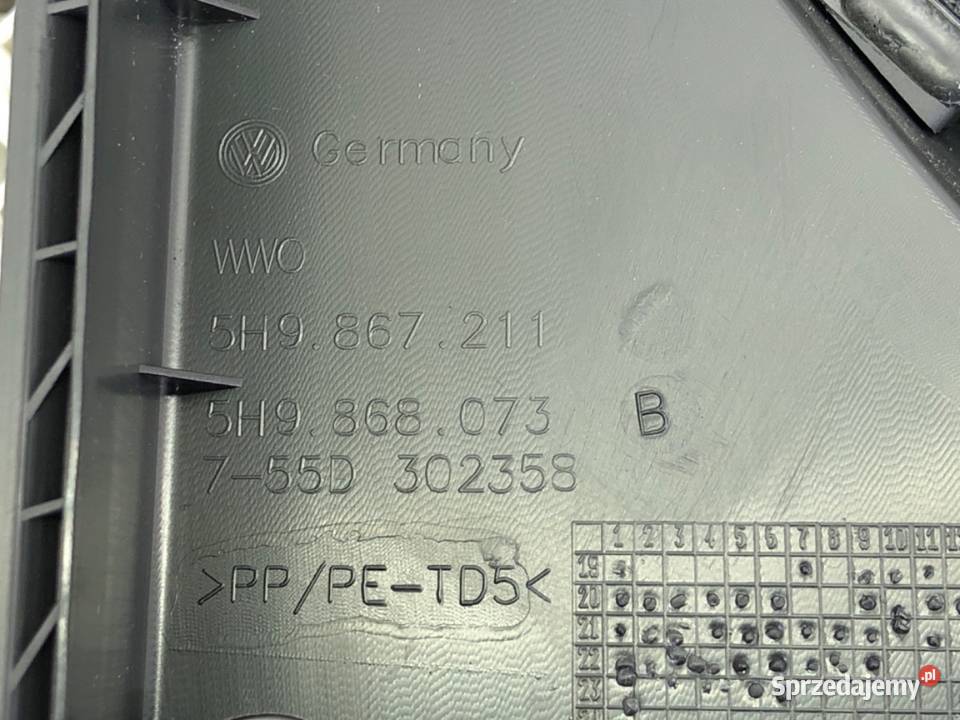 Germany
WWO
5H9.867.211
5H9.868.073 B
7-55D 302358
>PP/PE-TD5<
1 2 3 4 5 6 7 8 9 10 11
19
20
21
22
23
Sprzedajemy.pl